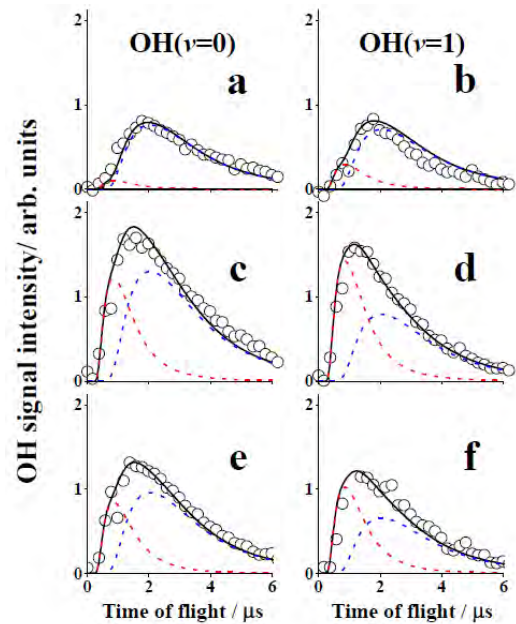 OH(v=0) OH(v=1)
2 2
a b
1 1
0 0
2 2
c d
1 1
0 0
2 2
e f
1 1
0 0
0 2 4 6 0 2 4 6
Time of flight / μs Time of flight / μs
OH signal intensity/ arb. units